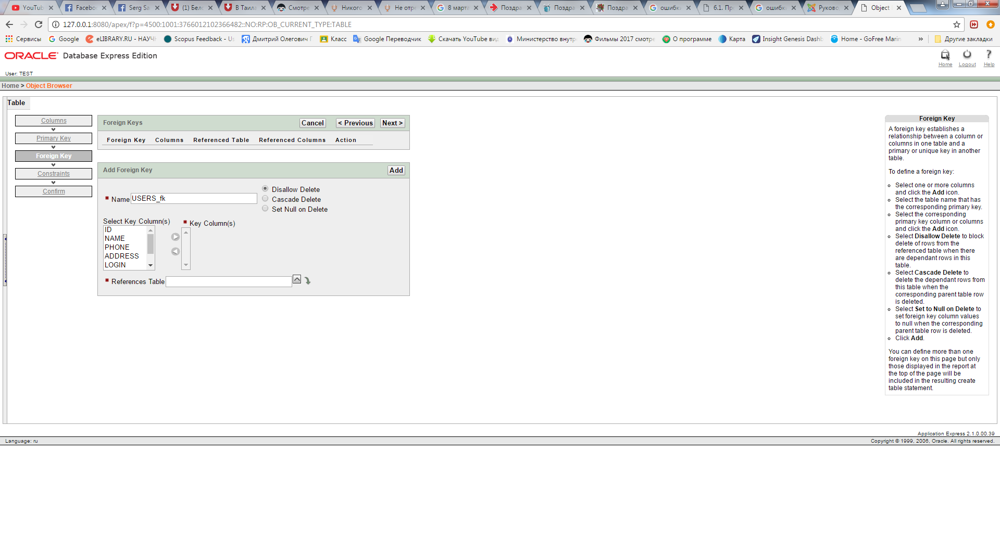 YouTub
Facebo
Serg Sa
(1) Бело
В Таила
Смотре
Никого
Не отре
8 марта
Поздра
Поздра
Поздра
ошибки
6.1. Пр
ошибк
Руково
Object
127.0.0.1:8080/apex/f?p=4500:1001:3766012102366482::NO:RP:OB_CURRENT_TYPE:TABLE
Сервисы
Google
eLIBRARY.RU - НАУЧН
Scopus Feedback - Us
Дмитрий Олегович Г
Класс
Google Переводчик
Скачать YouTube вид
Министерство внутр
Фильмы 2017 смотре
О программе
Карта
Insight Genesis Dashb
Home - GoFree Marin
»
Другие закладки
ORACLE Database Express Edition
Home
Logout
Help
User: TEST
Home > Object Browser
Table
Columns
Primary Key
Foreign Key
Constraints
Confirm
Foreign Keys
Cancel
< Previous
Next >
Foreign Key Columns Referenced Table Referenced Columns Action
Add Foreign Key
Add
* Name USERS_fk
Disallow Delete
Cascade Delete
Set Null on Delete
Select Key Column(s)
* Key Column(s)
ID
NAME
PHONE
ADDRESS
LOGIN
* References Table
Foreign Key
A foreign key establishes a
relationship between a column or
columns in one table and a
primary or unique key in another
table.
To define a foreign key:
Select one or more columns
and click the Add icon.
Select the table name that has
the corresponding primary key.
Select the corresponding
primary key column or columns
and click the Add icon.
Select Disallow Delete to block
delete of rows from the
referenced table when there
are dependant rows in this
table.
Select Cascade Delete to
delete the dependant rows from
this table when the
corresponding parent table row
is deleted.
Select Set to Null on Delete to
set foreign key column values
to null when the corresponding
parent table row is deleted.
Click Add.
You can define more than one
foreign key on this page but only
those displayed in the report at
the top of the page will be
included in the resulting create
table statement.
Application Express 2.1.0.00.39
Language: ru
Copyright © 1999, 2006, Oracle. All rights reserved.